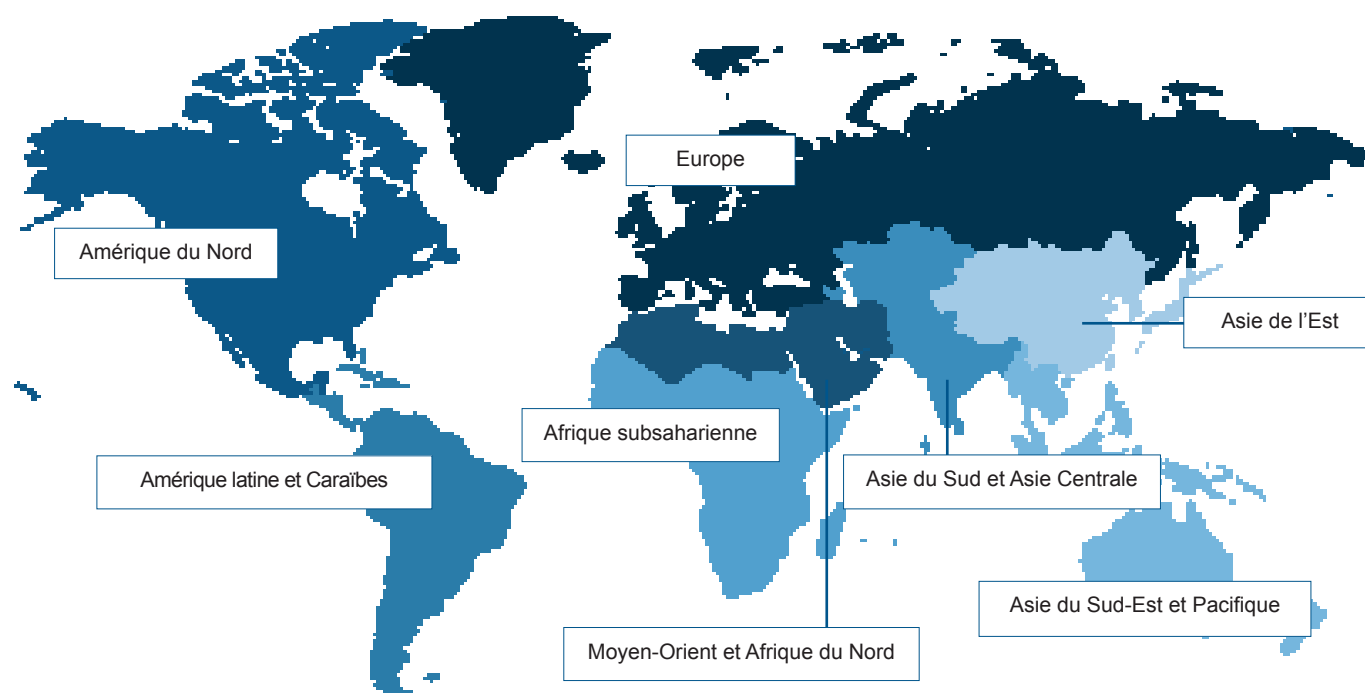 Europe
Amérique du Nord
Asie de l’Est
Afrique subsaharienne
Amérique latine et Caraïbes
Asie du Sud et Asie Centrale
Asie du Sud-Est et Pacifique
Moyen-Orient et Afrique du Nord